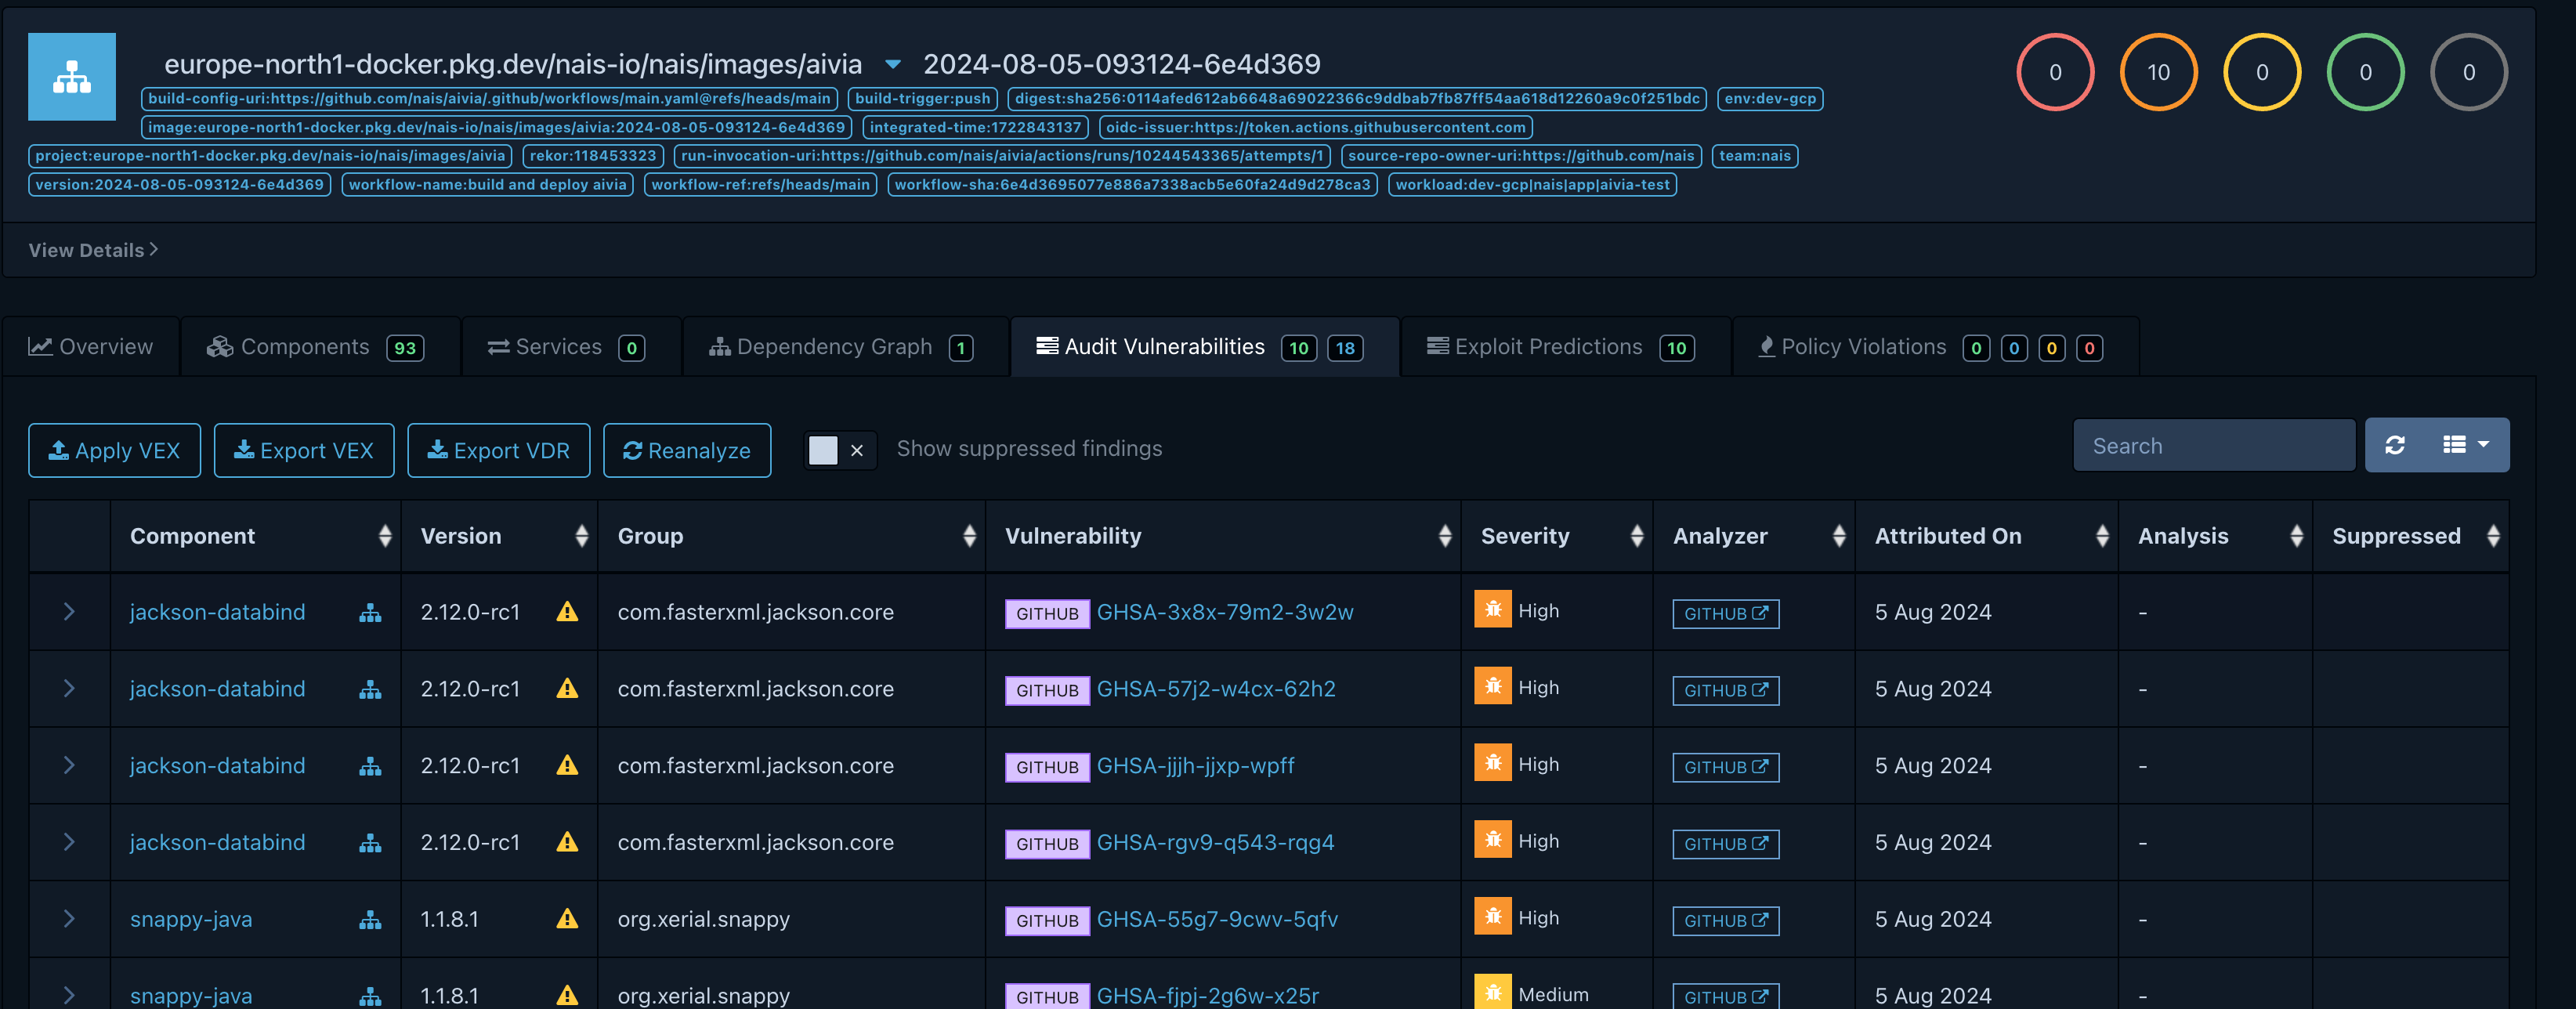 europe-north1-docker.pkg.dev/nais-io/nais/images/aivia 2024-08-05-093124-6e4d369
0 10 0 0 0
build-config-uri:https://github.com/nais/aivia/.github/workflows/main.yaml@refs/heads/main build-trigger:push digest:sha256:0114afed612ab6648a69022366c9ddbab7fb87ff54aa618d12260a9c0f251bdc env:dev-gcp
image:europe-north1-docker.pkg.dev/nais-io/nais/images/aivia:2024-08-05-093124-6e4d369 integrated-time:1722843137 oidc-issuer:https://token.actions.githubusercontent.com
project:europe-north1-docker.pkg.dev/nais-io/nais/images/aivia rekor:118453323 run-invocation-uri:https://github.com/nais/aivia/actions/runs/10244543365/attempts/1 source-repo-owner-uri:https://github.com/nais team:nais
version:2024-08-05-093124-6e4d369 workflow-name:build and deploy aivia workflow-ref:refs/heads/main workflow-sha:6e4d3695077e886a7338acb5e60fa24d9d278ca3 workload:dev-gcp|nais|app|aivia-test
View Details
Overview Components 93 Services 0 Dependency Graph 1 Audit Vulnerabilities 10 18 Exploit Predictions 10 Policy Violations 0 0 0 0
Apply VEX Export VEX Export VDR Reanalyze Show suppressed findings Search
Component Version Group Vulnerability Severity Analyzer Attributed On Analysis Suppressed
jackson-databind 2.12.0-rc1 com.fasterxml.jackson.core GITHUB GHSA-3x8x-79m2-3w2w High GITHUB 5 Aug 2024 -
jackson-databind 2.12.0-rc1 com.fasterxml.jackson.core GITHUB GHSA-57j2-w4cx-62h2 High GITHUB 5 Aug 2024 -
jackson-databind 2.12.0-rc1 com.fasterxml.jackson.core GITHUB GHSA-jjjh-jjxp-wpff High GITHUB 5 Aug 2024 -
jackson-databind 2.12.0-rc1 com.fasterxml.jackson.core GITHUB GHSA-rgv9-q543-rqg4 High GITHUB 5 Aug 2024 -
snappy-java 1.1.8.1 org.xerial.snappy GITHUB GHSA-55g7-9cwv-5qfv High GITHUB 5 Aug 2024 -
snappy-java 1.1.8.1 org.xerial.snappy GITHUB GHSA-fjpj-2g6w-x25r Medium GITHUB 5 Aug 2024 -